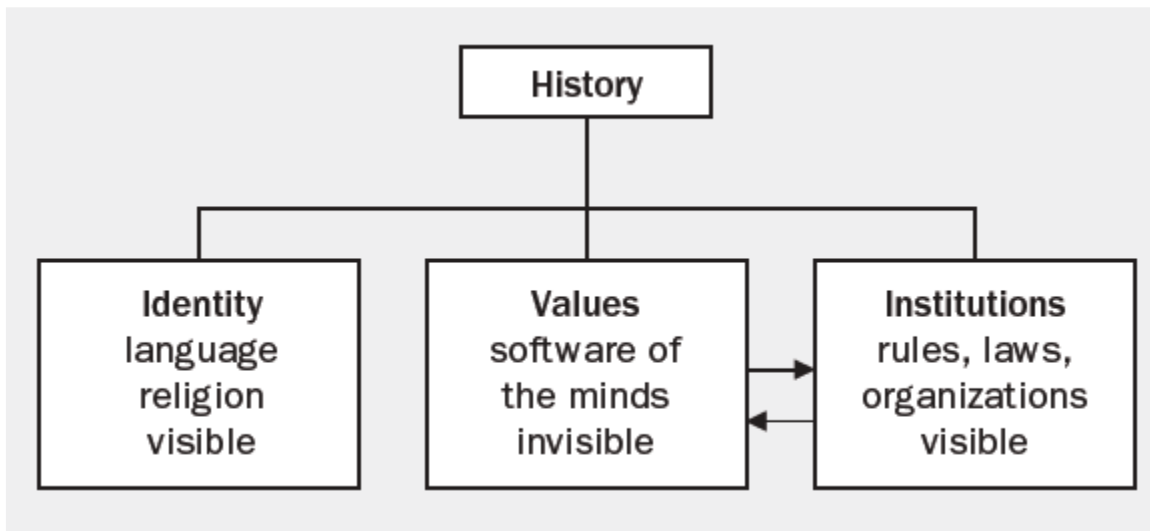 History
Identity
language
religion
visible
Values
software of
the minds
invisible
Institutions
rules, laws,
organizations
visible